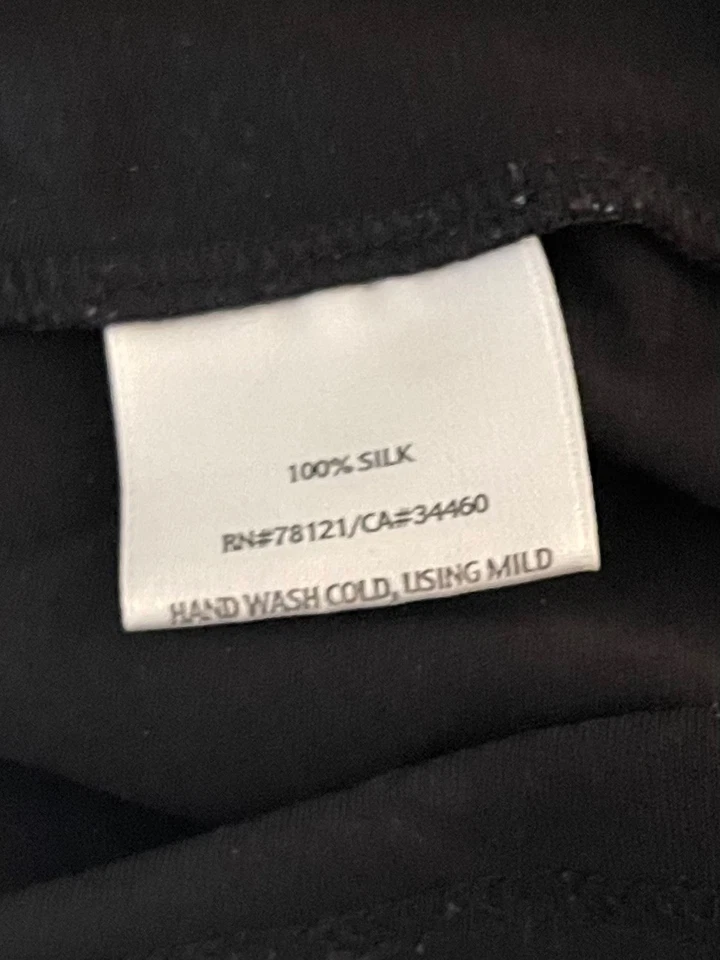 100% SILK
RN#78121/CA#34460
HAND WASH COLD, USING MILD